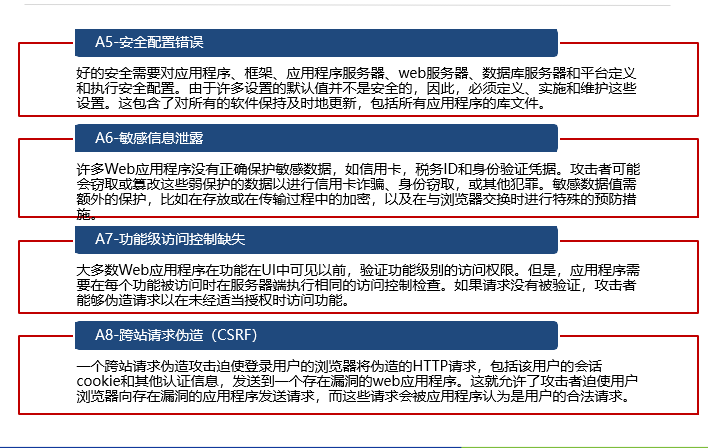 A5-安全配置错误
好的安全需要对应用程序、框架、应用程序服务器、web服务器、数据库服务器和平台定义
和执行安全配置。由于许多设置的默认值并不是安全的，因此，必须定义、实施和维护这些
设置。这包含了对所有的软件保持及时地更新，包括所有应用程序的库文件。
A6-敏感信息泄露
许多Web应用程序没有正确保护敏感数据，如信用卡，税务ID和身份验证凭据。攻击者可能
会窃取或篡改这些弱保护的数据以进行信用卡诈骗、身份窃取，或其他犯罪。敏感数据值需
额外的保护，比如在存放或在传输过程中的加密，以及在与浏览器交换时进行特殊的预防措
施。
A7-功能级访问控制缺失
大多数Web应用程序在功能在UI中可见以前，验证功能级别的访问权限。但是，应用程序需
要在每个功能被访问时在服务器端执行相同的访问控制检查。如果请求没有被验证，攻击者
能够伪造请求以在未经适当授权时访问功能。
A8-跨站请求伪造（CSRF）
一个跨站请求伪造攻击迫使登录用户的浏览器将伪造的HTTP请求，包括该用户的会话
cookie和其他认证信息，发送到一个存在漏洞的web应用程序。这就允许了攻击者迫使用户
浏览器向存在漏洞的应用程序发送请求，而这些请求会被应用程序认为是用户的合法请求。